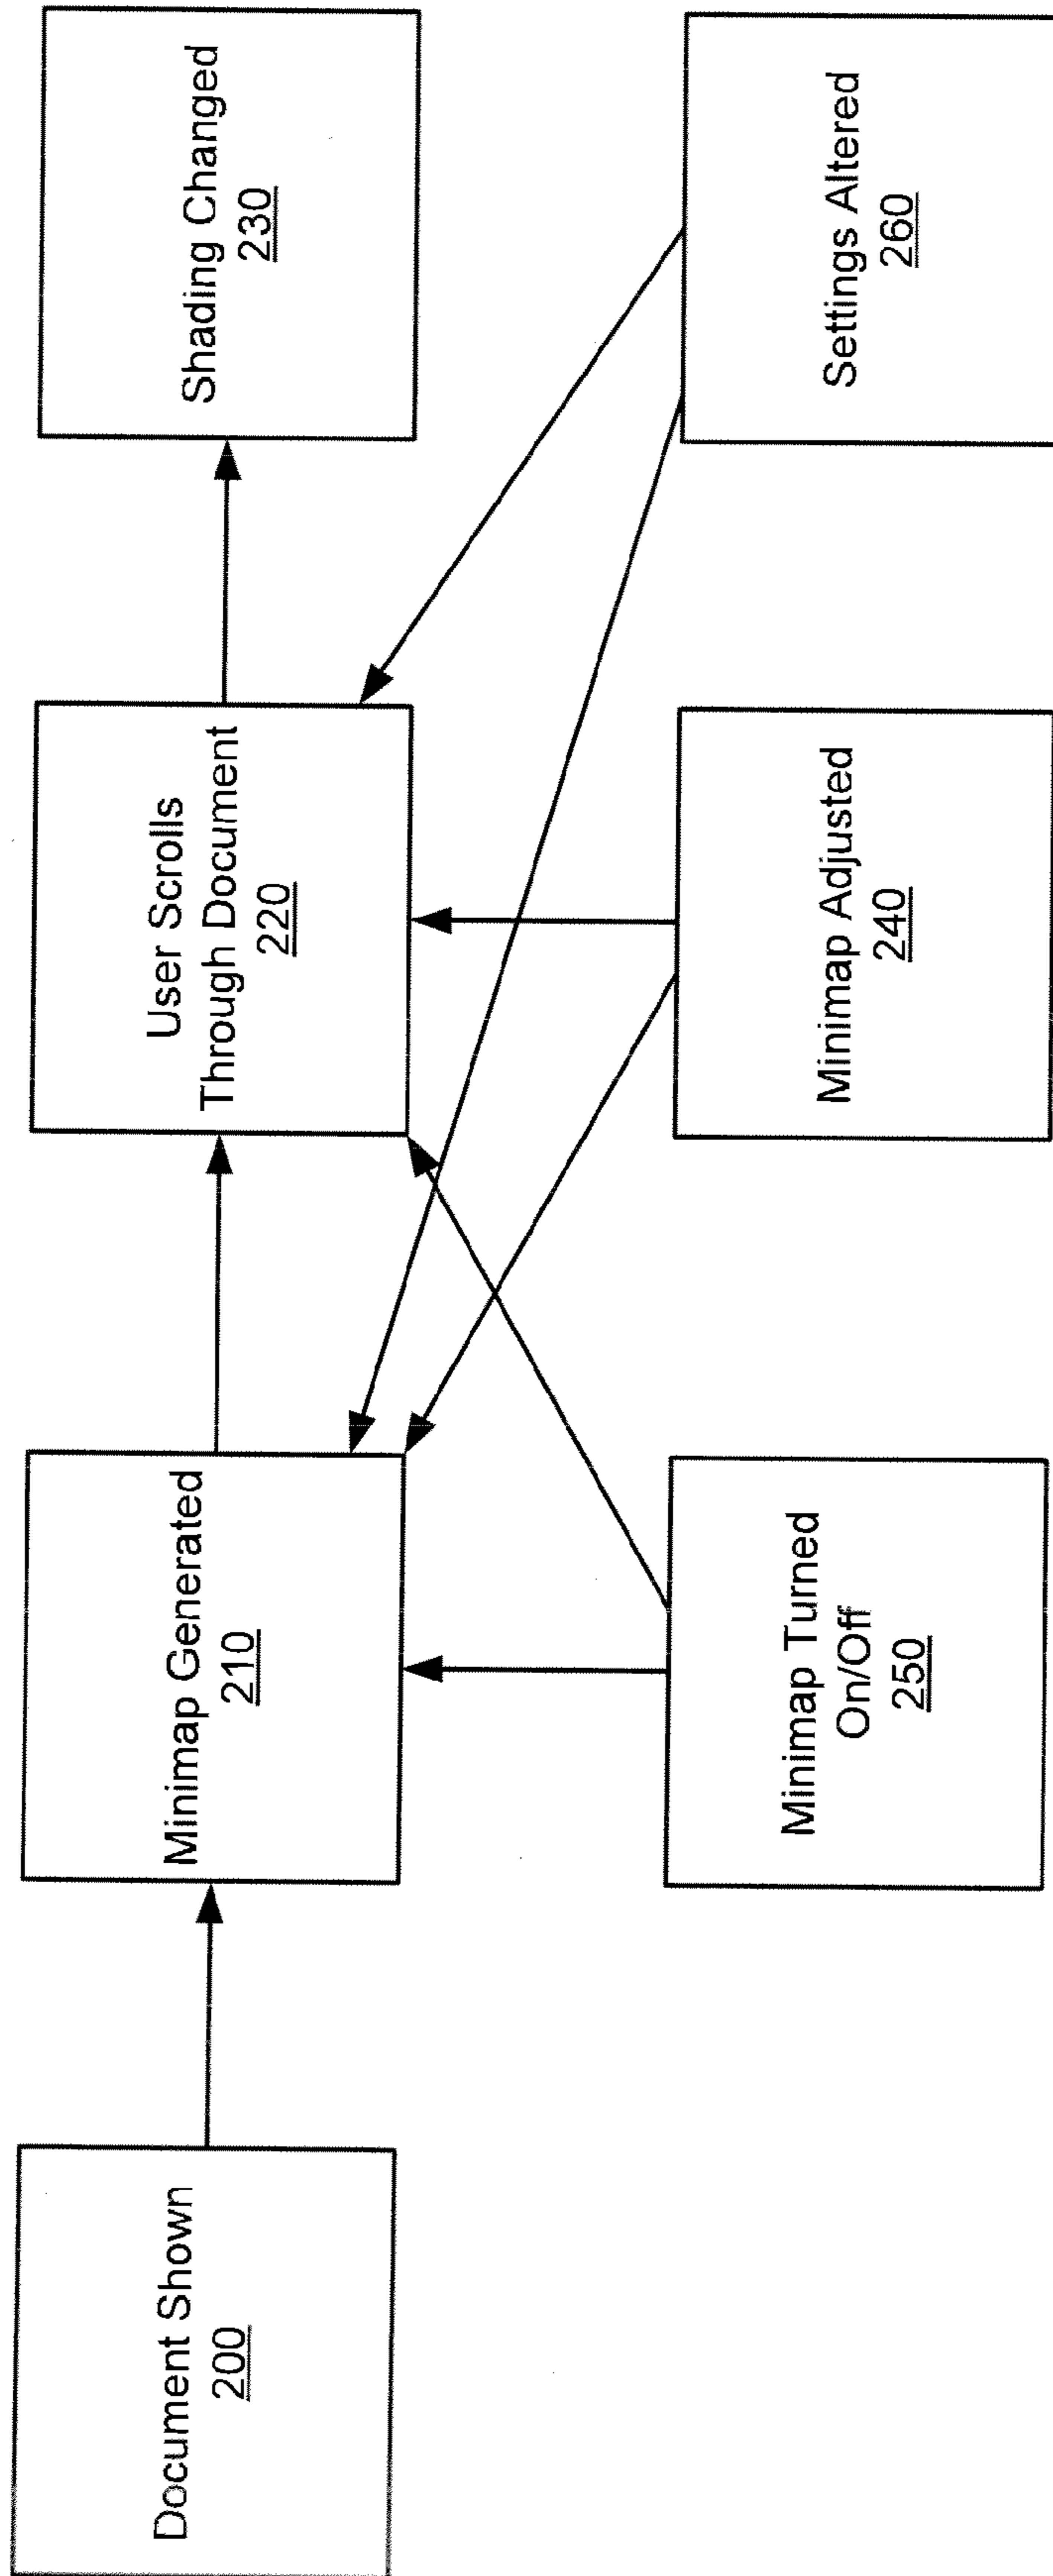 Document Shown
200
Minimap Generated
210
User Scrolls
Through Document
220
Shading Changed
230
Minimap Turned
On/Off
250
Minimap Adjusted
240
Settings Altered
260